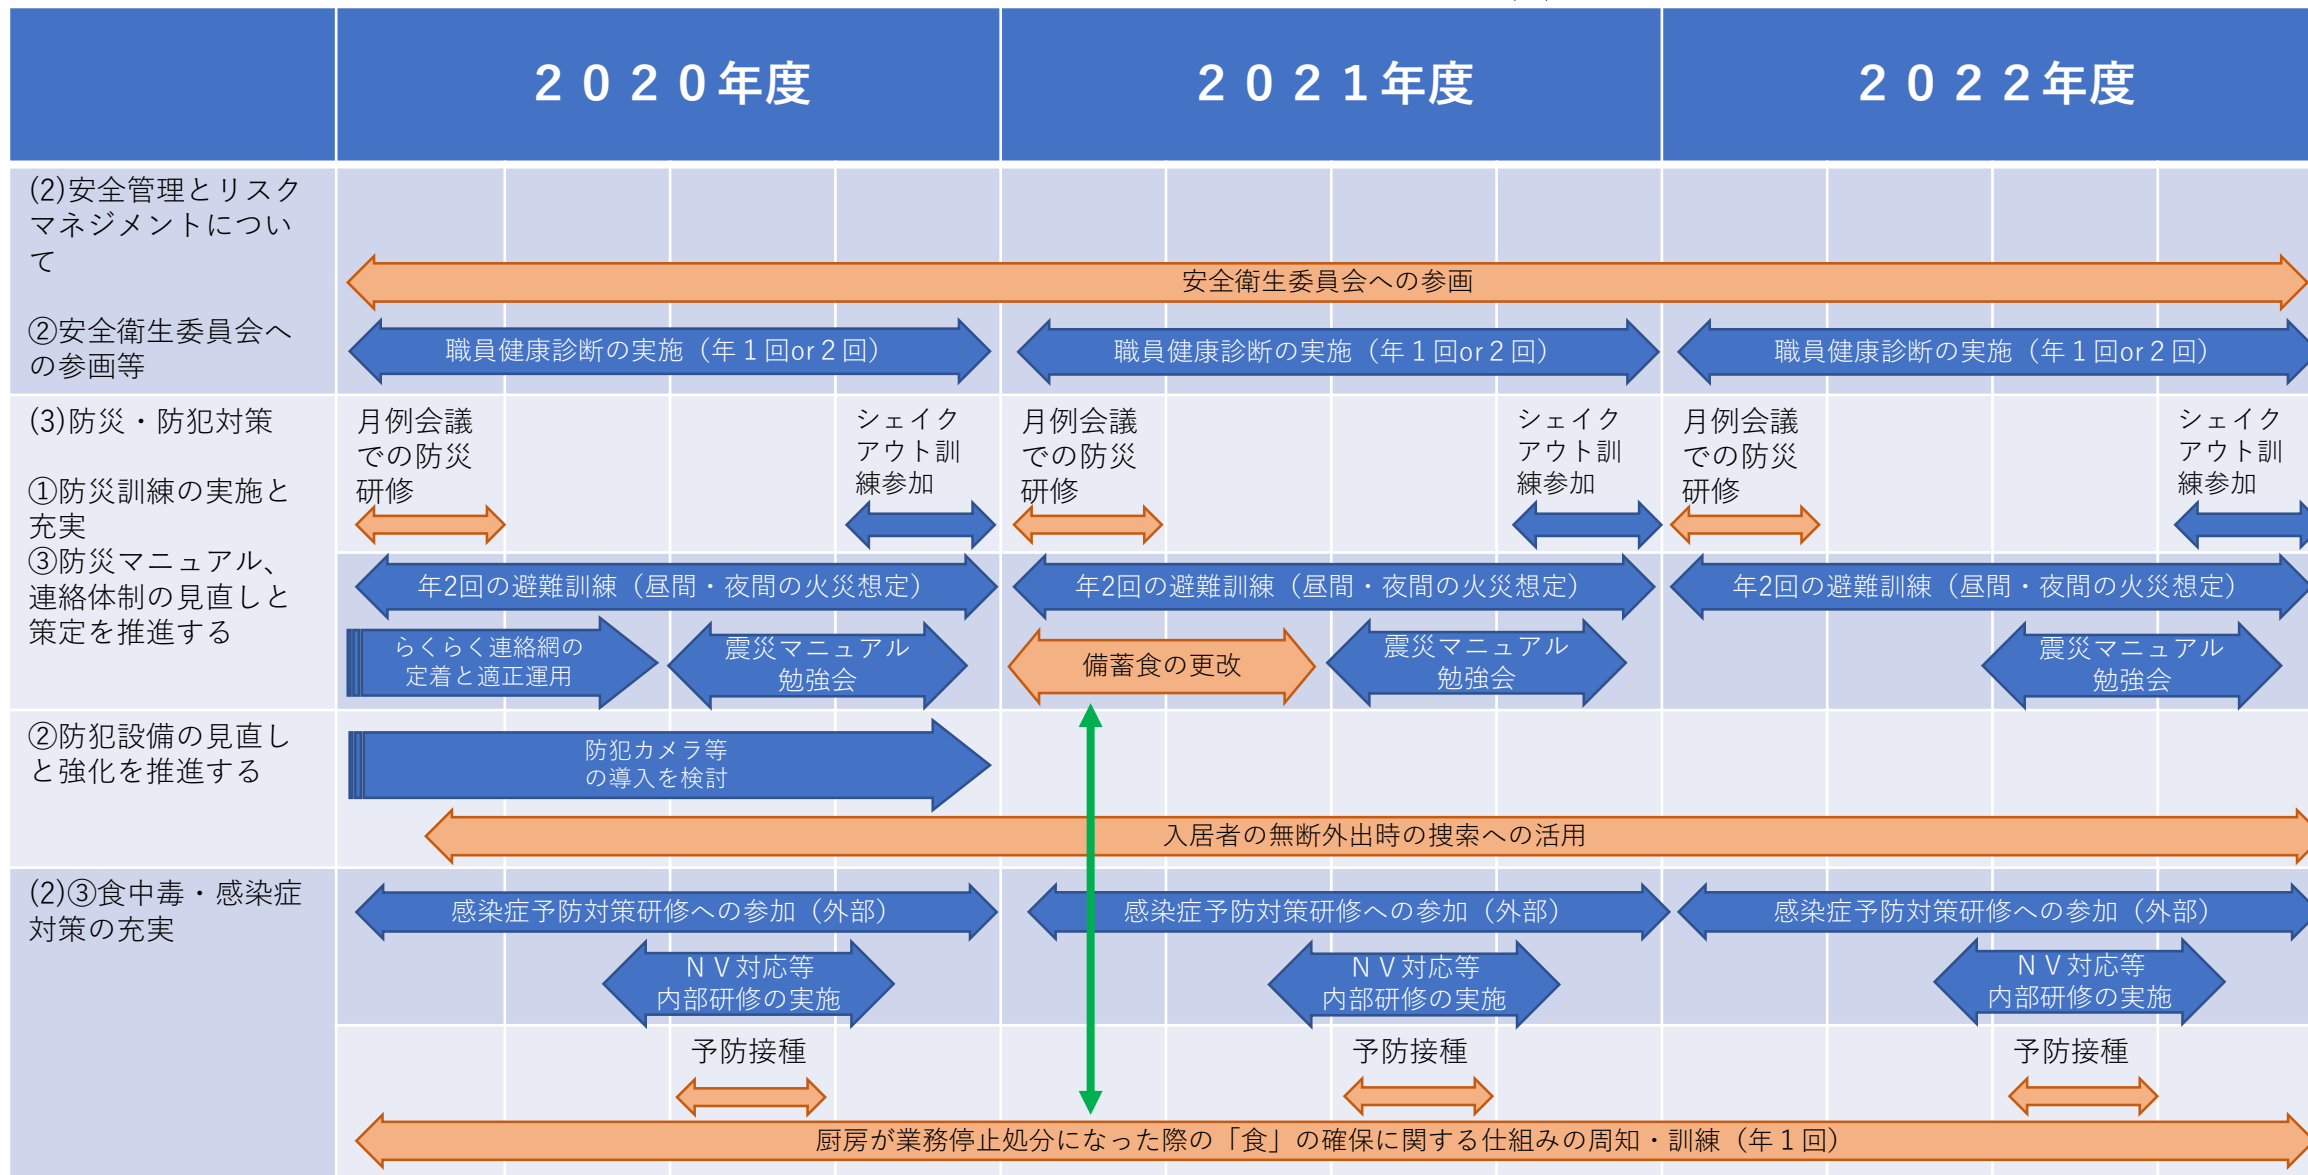 ２０２０年度
２０２１年度
２０２２年度
(2)安全管理とリスク
マネジメントについ
て
②安全衛生委員会へ
の参画等
安全衛生委員会への参画
職員健康診断の実施（年１回or２回）
職員健康診断の実施（年１回or２回）
職員健康診断の実施（年１回or２回）
(3)防災・防犯対策
①防災訓練の実施と
充実
③防災マニュアル、
連絡体制の見直しと
策定を推進する
月例会議
での防災
研修
シェイク
アウト訓
練参加
月例会議
での防災
研修
シェイク
アウト訓
練参加
月例会議
での防災
研修
シェイク
アウト訓
練参加
年2回の避難訓練（昼間・夜間の火災想定）
年2回の避難訓練（昼間・夜間の火災想定）
年2回の避難訓練（昼間・夜間の火災想定）
らくらく連絡網の
定着と適正運用
震災マニュアル
勉強会
備蓄食の更改
震災マニュアル
勉強会
震災マニュアル
勉強会
②防犯設備の見直し
と強化を推進する
防犯カメラ等
の導入を検討
入居者の無断外出時の捜索への活用
(2)③食中毒・感染症
対策の充実
感染症予防対策研修への参加（外部）
感染症予防対策研修への参加（外部）
感染症予防対策研修への参加（外部）
ＮＶ対応等
内部研修の実施
ＮＶ対応等
内部研修の実施
ＮＶ対応等
内部研修の実施
予防接種
予防接種
予防接種
厨房が業務停止処分になった際の「食」の確保に関する仕組みの周知・訓練（年１回）